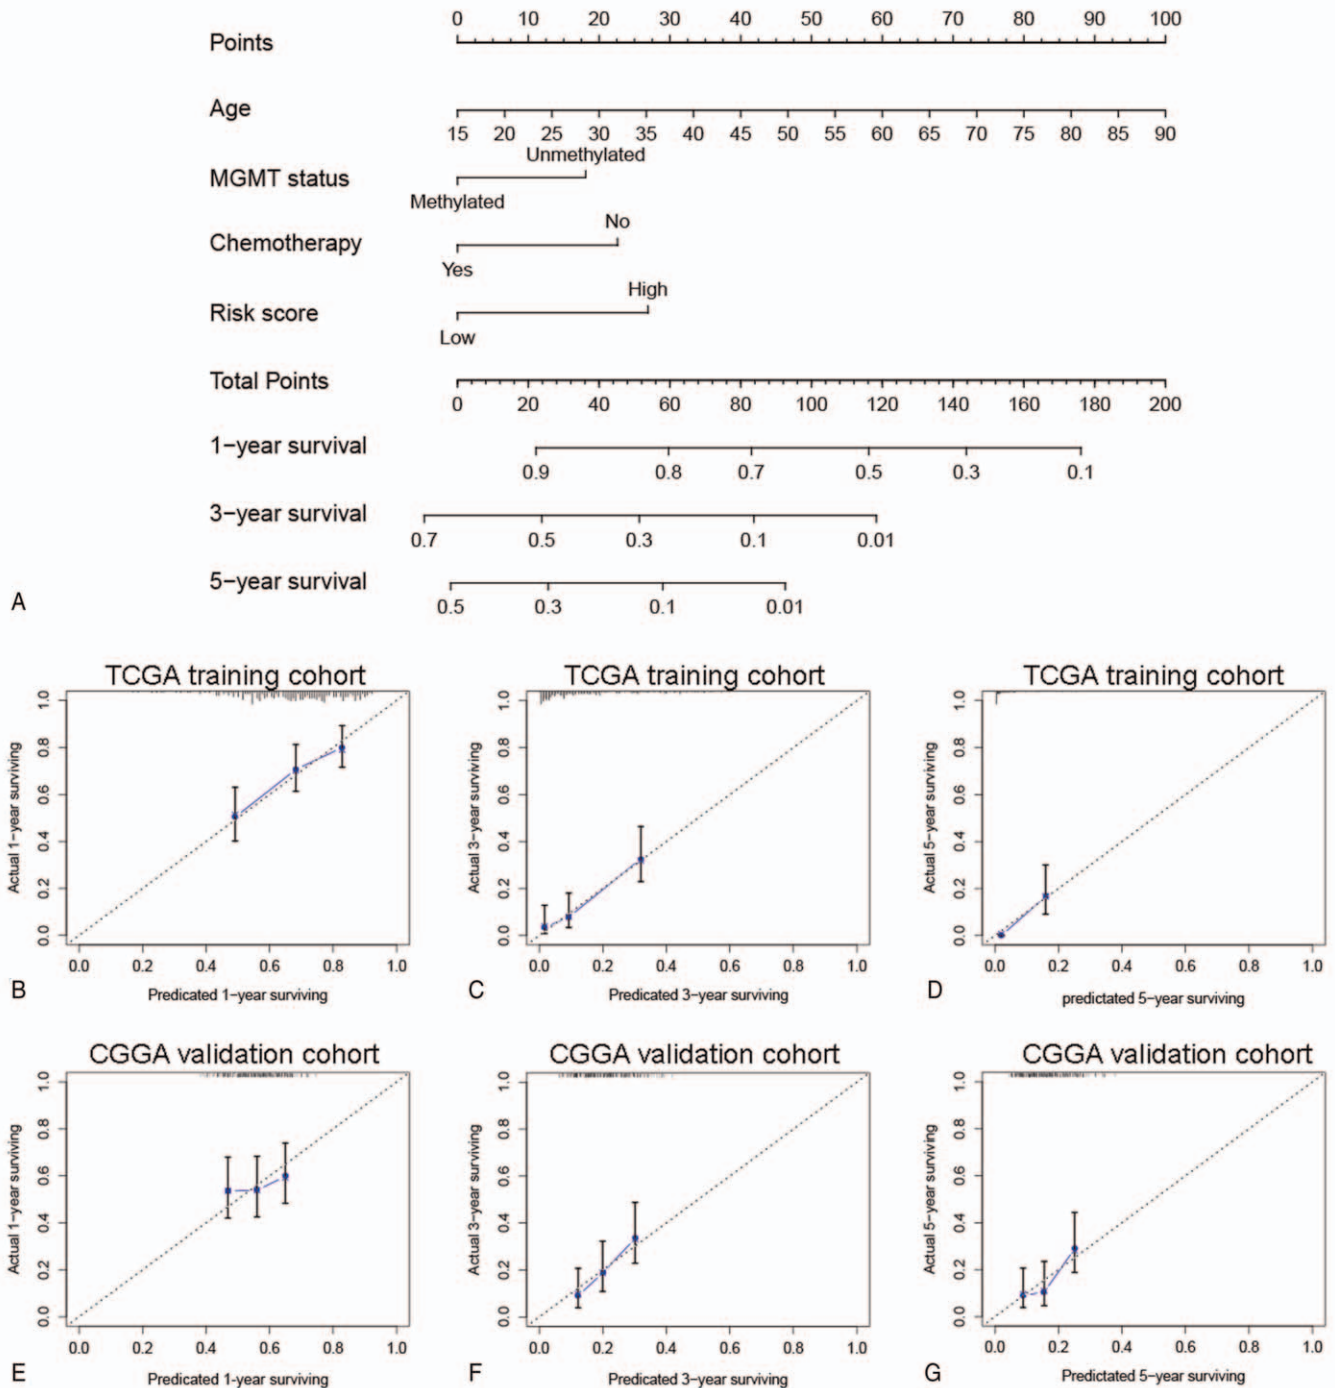 0 10 20 30 40 50 60 70 80 90 100
Points
Age
15 20 25 30 35 40 45 50 55 60 65 70 75 80 85 90
Unmethylated
MGMT status
Methylated
No
Chemotherapy
Yes
High
Risk score
Low
Total Points
0 20 40 60 80 100 120 140 160 180 200
1−year survival
0.9 0.8 0.7 0.5 0.3 0.1
3−year survival
0.7 0.5 0.3 0.1 0.01
5−year survival
0.5 0.3 0.1 0.01
A
TCGA training cohort
Actual 1−year surviving
0.0 0.2 0.4 0.6 0.8 1.0
0.0 0.2 0.4 0.6 0.8 1.0
Predicated 1−year surviving
B
TCGA training cohort
Actual 3−year surviving
0.0 0.2 0.4 0.6 0.8 1.0
0.0 0.2 0.4 0.6 0.8 1.0
Predicated 3−year surviving
C
TCGA training cohort
Actual 5−year surviving
0.0 0.2 0.4 0.6 0.8 1.0
0.0 0.2 0.4 0.6 0.8 1.0
predictated 5−year surviving
D
CGGA validation cohort
Actual 1−year surviving
0.0 0.2 0.4 0.6 0.8 1.0
0.0 0.2 0.4 0.6 0.8 1.0
Predicated 1-year surviving
E
CGGA validation cohort
Actual 3−year surviving
0.0 0.2 0.4 0.6 0.8 1.0
0.0 0.2 0.4 0.6 0.8 1.0
Predicated 3−year surviving
F
CGGA validation cohort
Actual 5−year surviving
0.0 0.2 0.4 0.6 0.8 1.0
0.0 0.2 0.4 0.6 0.8 1.0
Predictated 5−year surviving
G